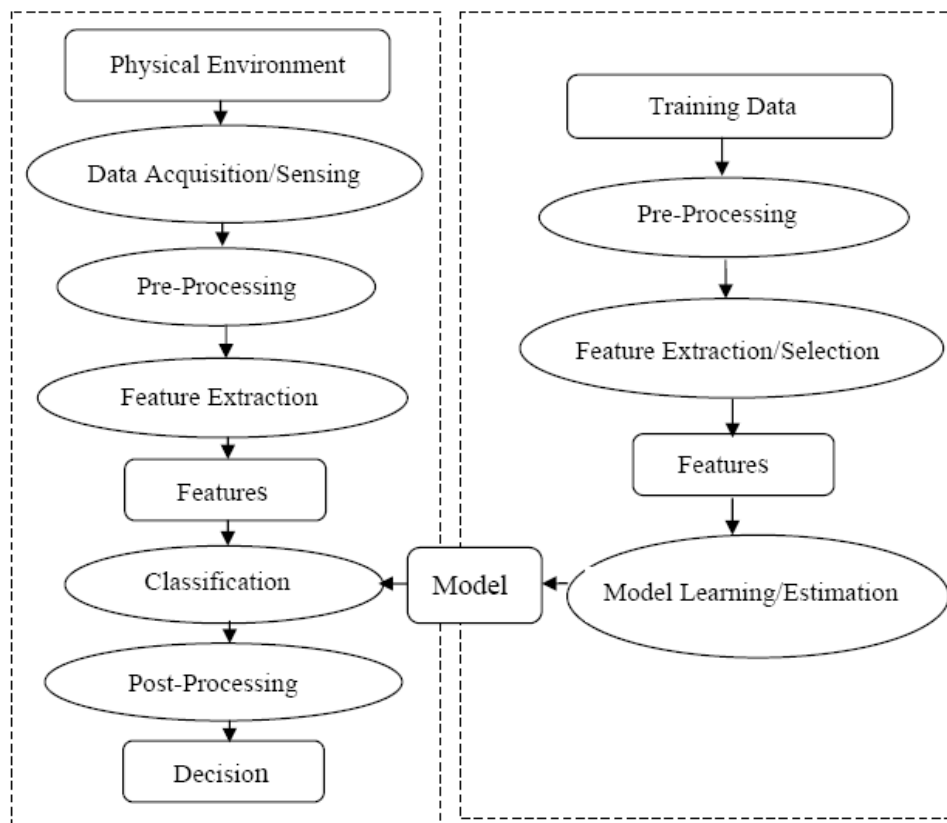 Physical Environment
Data Acquisition/Sensing
Pre-Processing
Feature Extraction
Features
Classification
Post-Processing
Decision
Training Data
Pre-Processing
Feature Extraction/Selection
Features
Model Learning/Estimation
Model